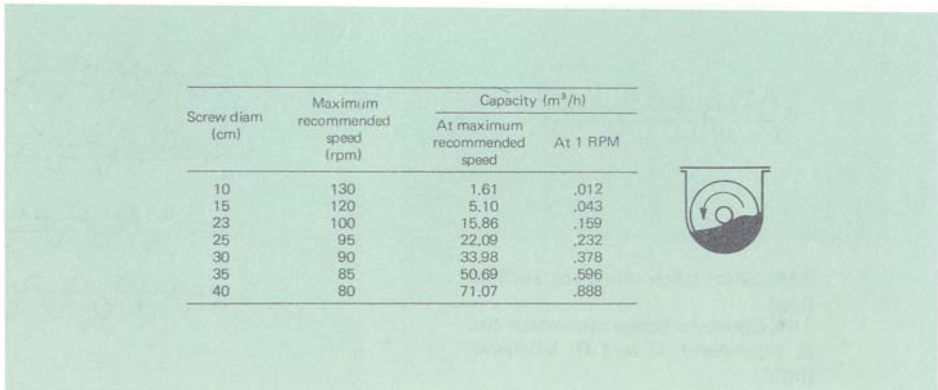 Screw diam (cm) Maximum recommended speed (rpm) Capacity (m³/h)
At maximum recommended speed At 1 RPM
10 130 1.61 .012
15 120 5.10 .043
23 100 15.86 .159
25 95 22.09 .232
30 90 33.98 .378
35 85 50.69 .596
40 80 71.07 .888